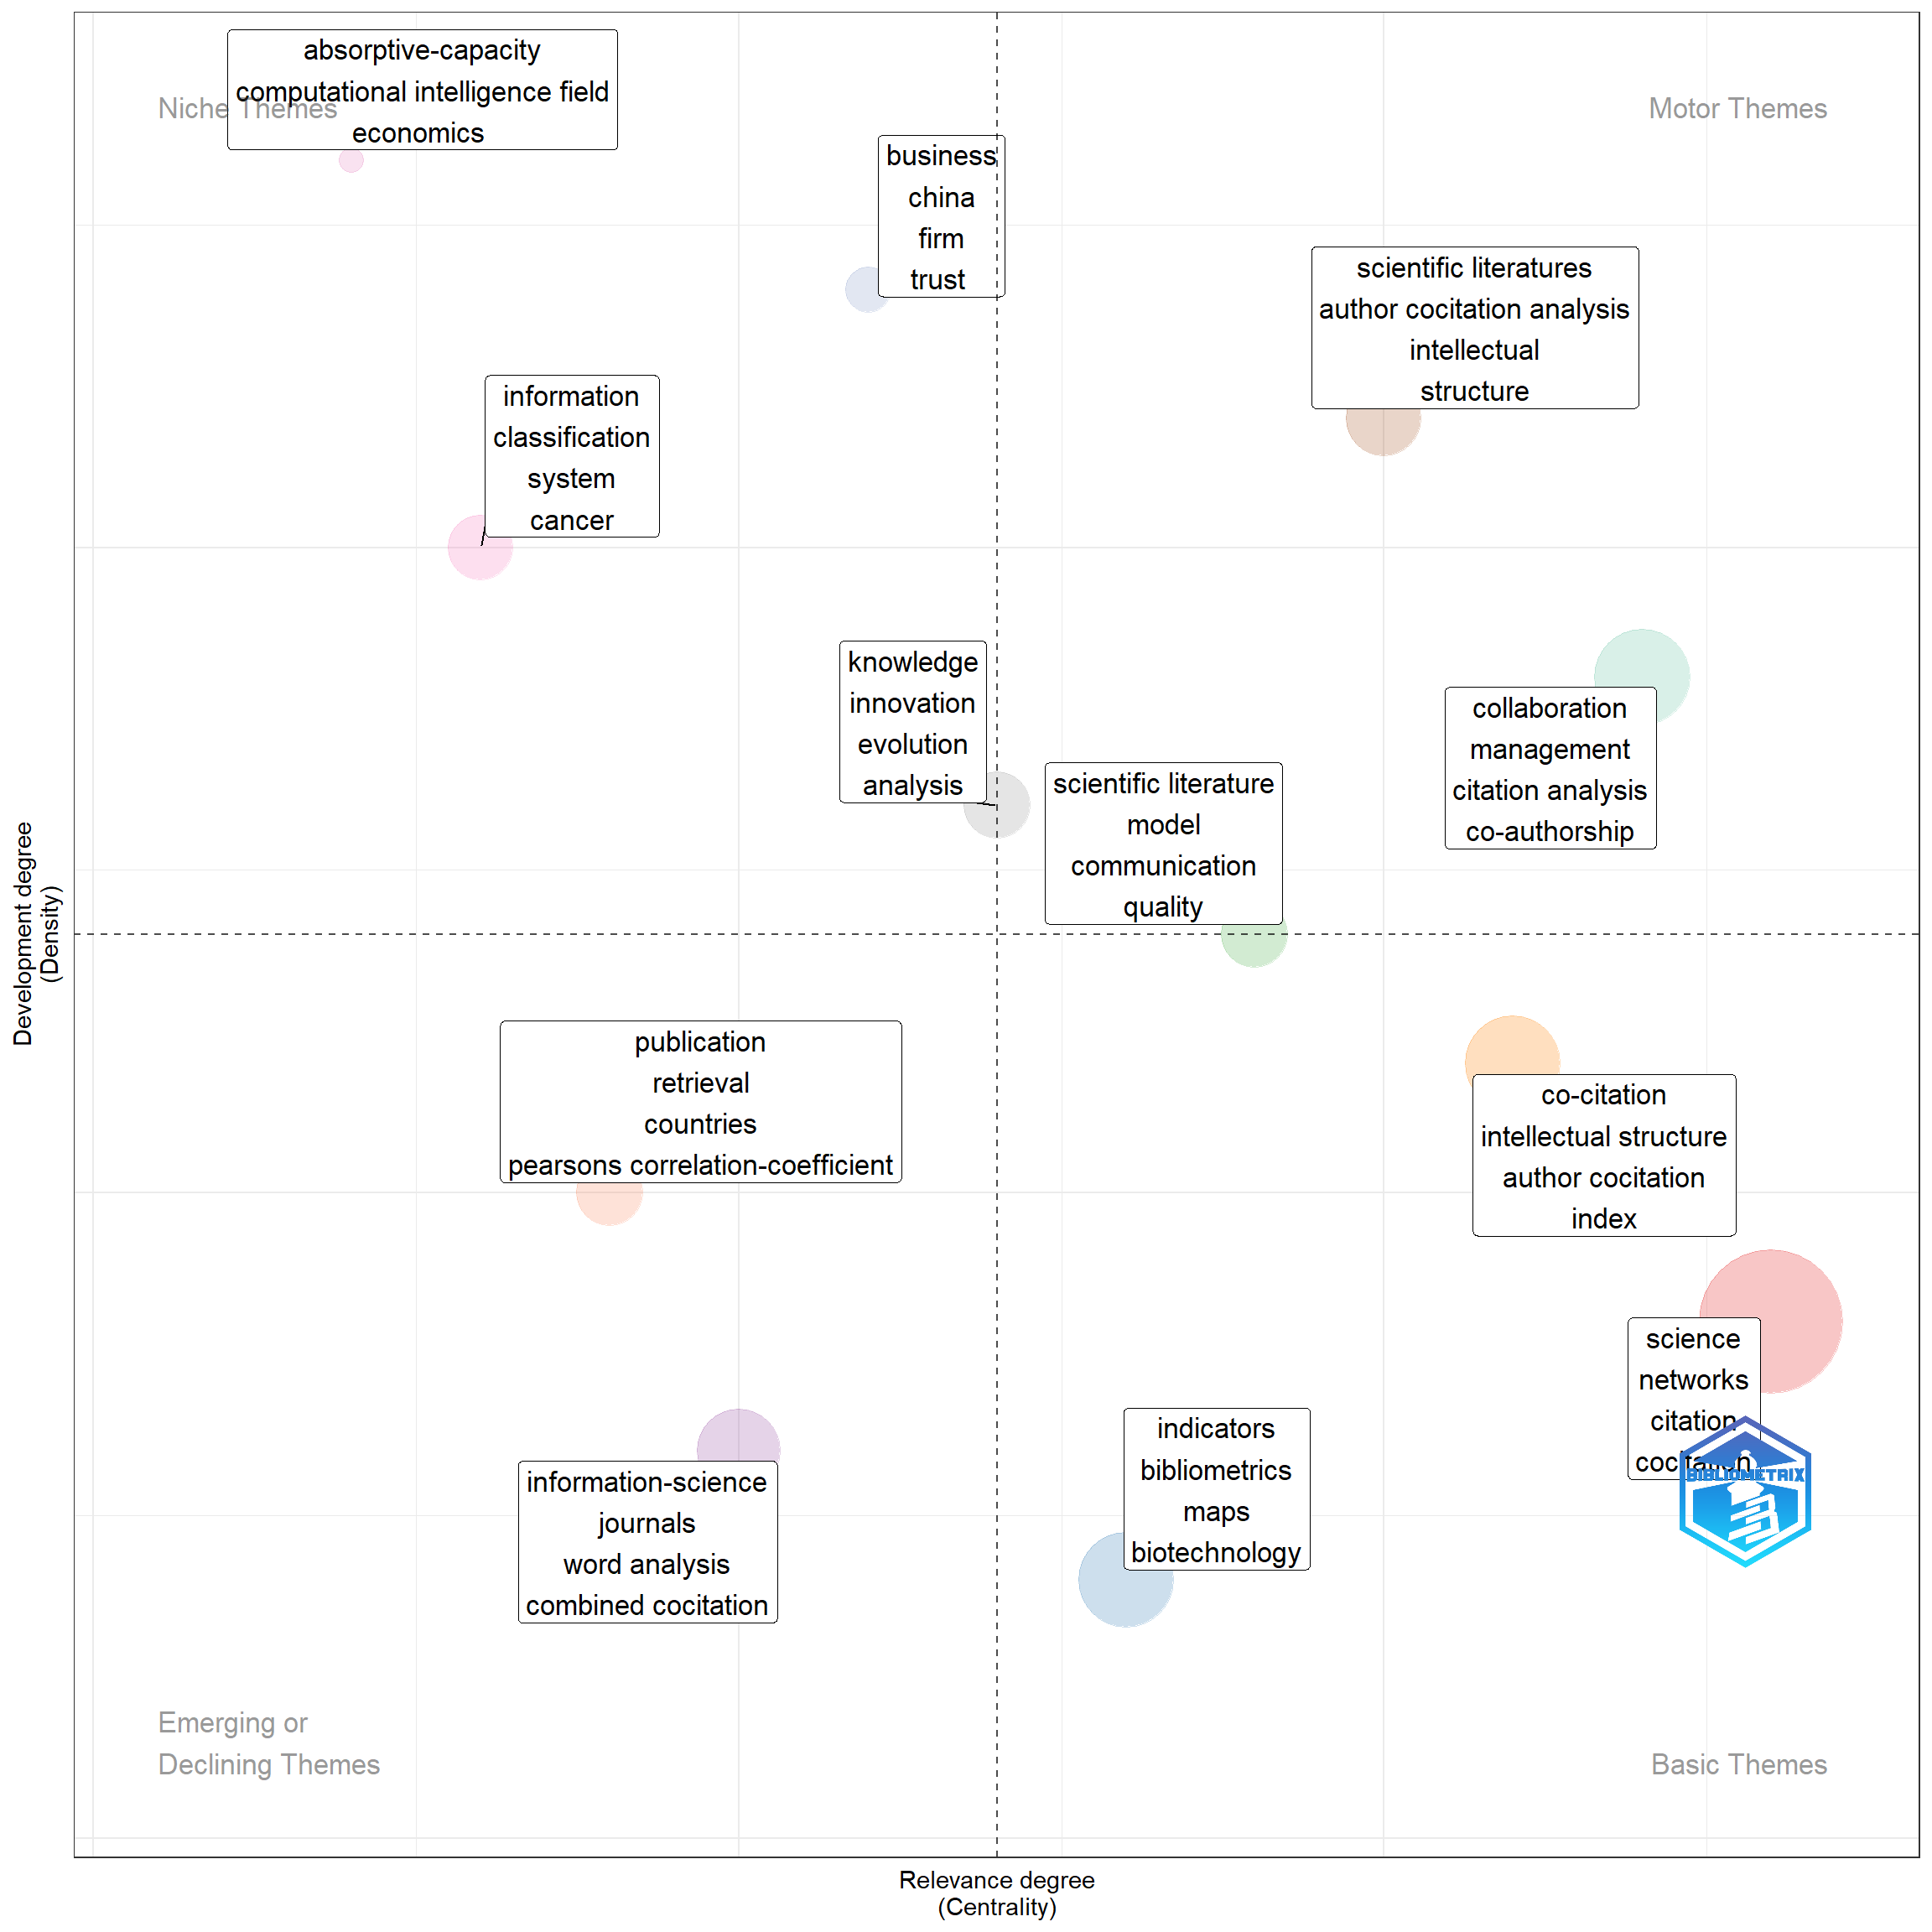 absorptive-capacity
computational intelligence field
economics
Niche Themes
Motor Themes
business
china
firm
trust
scientific literatures
author cocitation analysis
intellectual
structure
information
classification
system
cancer
knowledge
innovation
evolution
analysis
collaboration
management
citation analysis
co-authorship
scientific literature
model
communication
quality
Development degree
(Density)
publication
retrieval
countries
pearsons correlation-coefficient
co-citation
intellectual structure
author cocitation
index
science
networks
citation
cocitation
BIBLIOMETRIX
indicators
bibliometrics
maps
biotechnology
information-science
journals
word analysis
combined cocitation
Emerging or
Declining Themes
Basic Themes
Relevance degree
(Centrality)